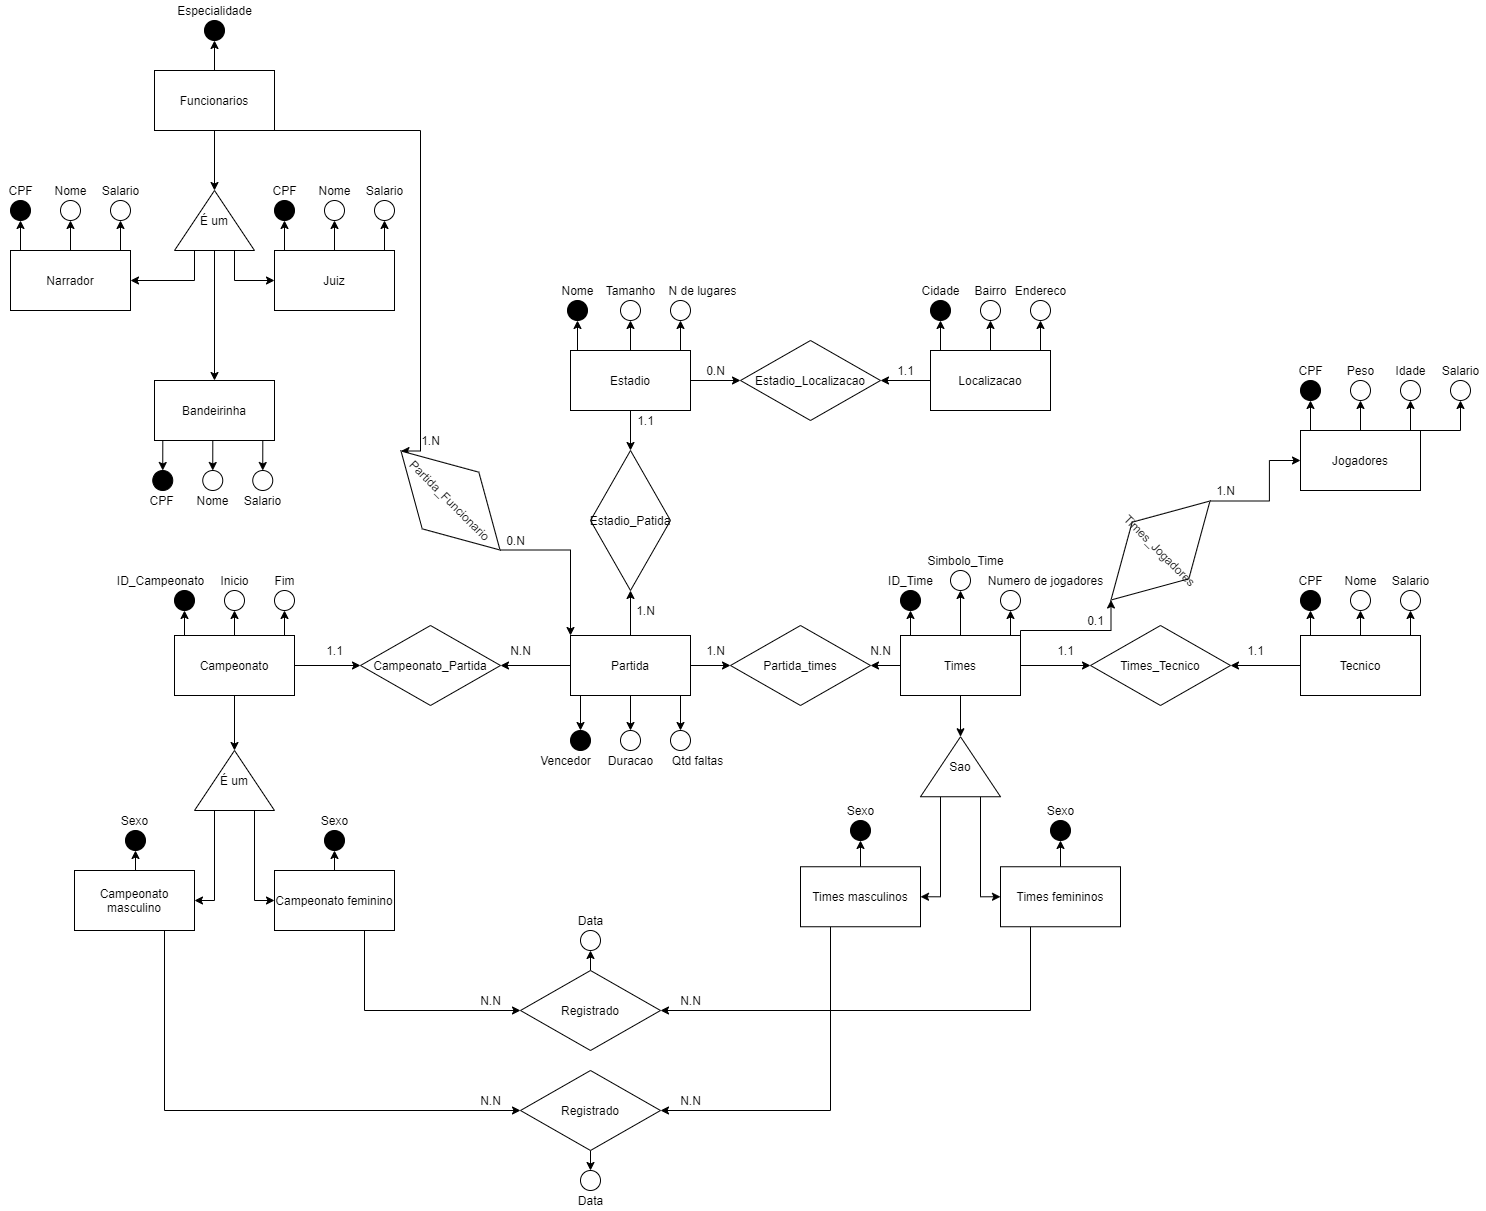 Especialidade
Funcionarios
CPF
Nome
Salario
É um
CPF
Nome
Salario
Narrador
Juiz
Bandeirinha
CPF
Nome
Salario
1.N
Partida_Funcionario
0.N
Nome
Tamanho
N de lugares
Estadio
0.N
Estadio_Localizacao
1.1
Cidade
Bairro
Endereco
Localizacao
1.1
Estadio_Patida
1.N
CPF
Peso
Idade
Salario
Jogadores
1.N
Times_Jogadores
0.1
ID_Campeonato
Inicio
Fim
Campeonato
1.1
Campeonato_Partida
N.N
Partida
1.N
Partida_times
N.N
ID_Time
Simbolo_Time
Numero de jogadores
Times
1.1
Times_Tecnico
1.1
CPF
Nome
Salario
Tecnico
Vencedor
Duracao
Qtd faltas
É um
Sao
Sexo
Sexo
Campeonato
masculino
Campeonato feminino
Sexo
Sexo
Times masculinos
Times femininos
Data
N.N
Registrado
N.N
N.N
Registrado
N.N
Data